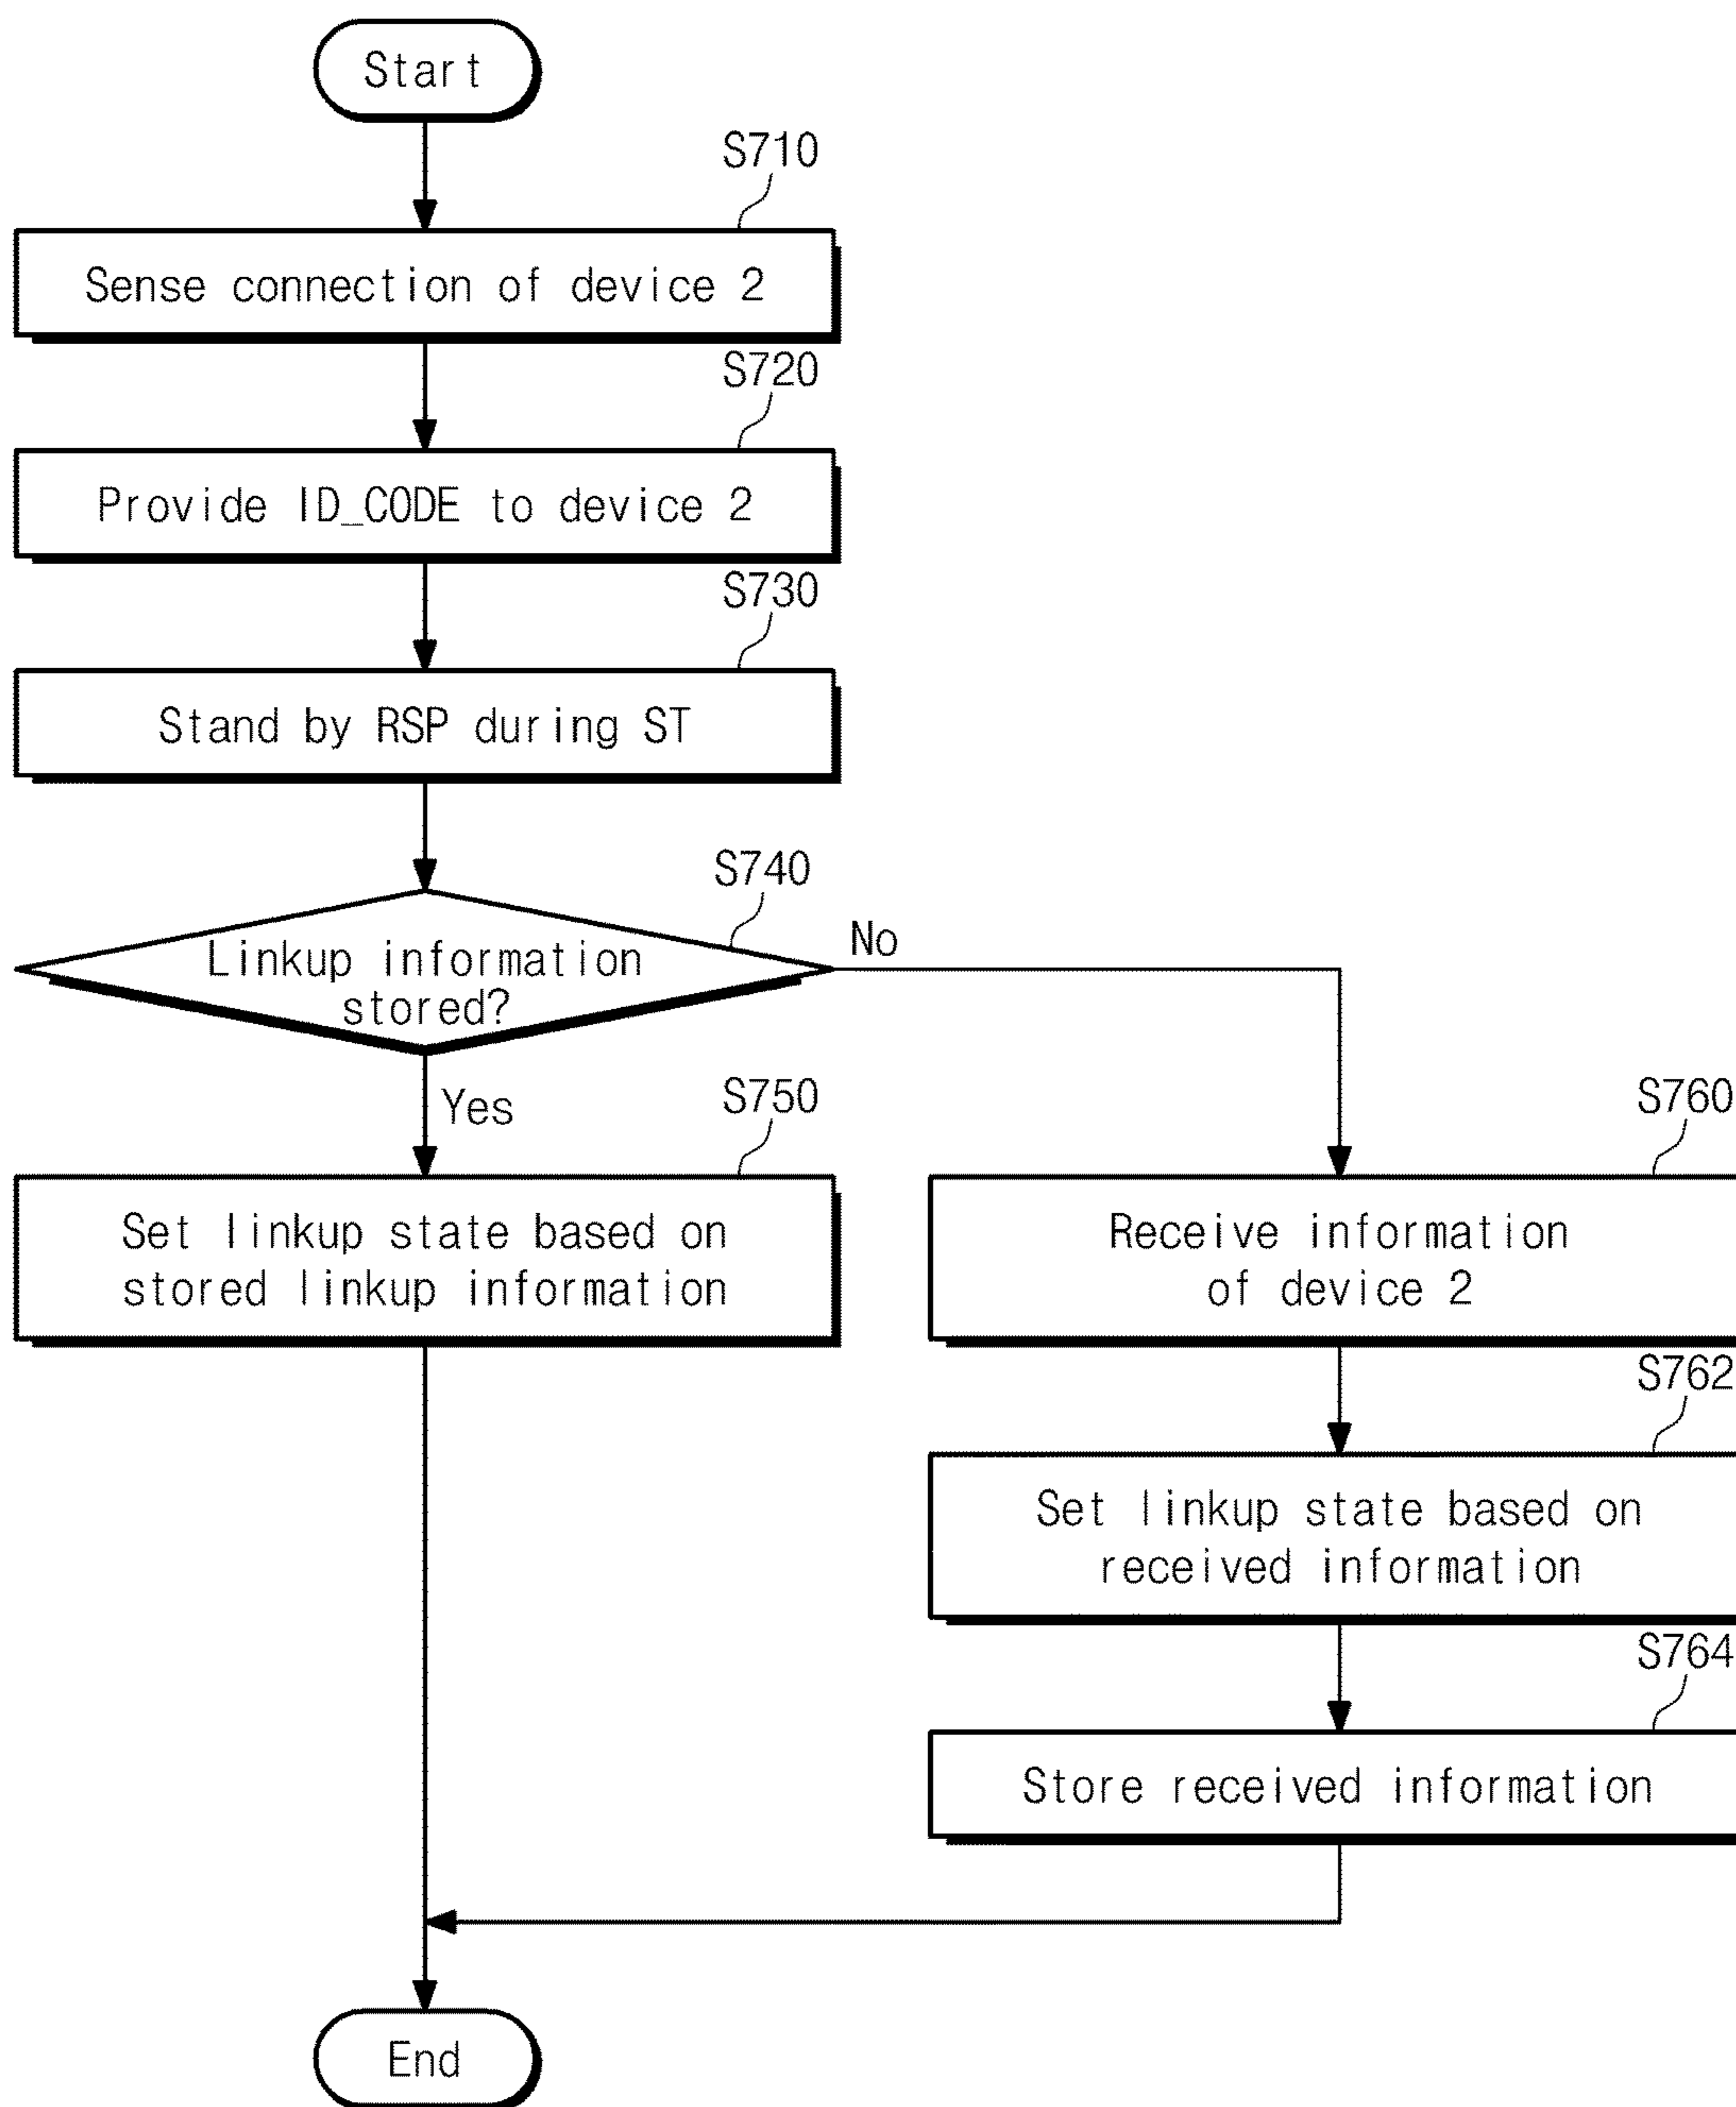 Start
S710
Sense connection of device 2
S720
Provide ID_CODE to device 2
S730
Stand by RSP during ST
S740
Linkup information
stored?
No
Yes
S750
Set linkup state based on
stored linkup information
S760
Receive information
of device 2
S762
Set linkup state based on
received information
S764
Store received information
End